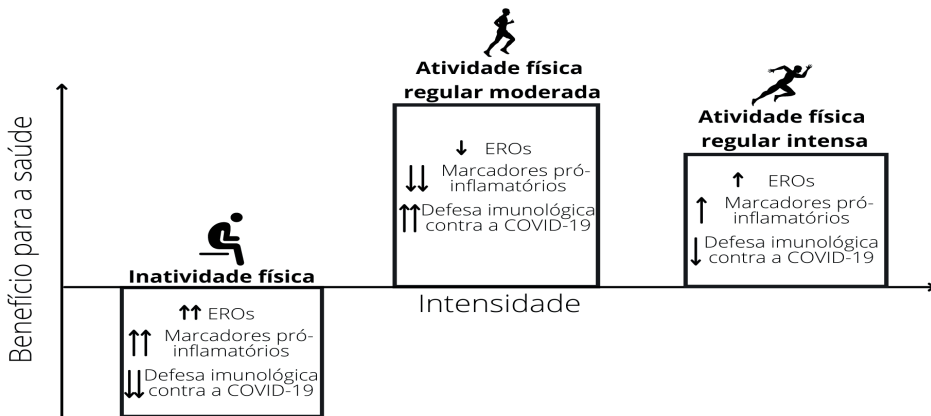 Benefício para a saúde
Inatividade física
↑↑ EROs
↑↑ Marcadores pró-
inflamatórios
↓↓ Defesa imunológica
contra a COVID-19
Atividade física
regular moderada
↓ EROs
↓↓ Marcadores pró-
inflamatórios
↑↑ Defesa imunológica
contra a COVID-19
Atividade física
regular intensa
↑ EROs
↑ Marcadores pró-
inflamatórios
↓ Defesa imunológica
contra a COVID-19
Intensidade